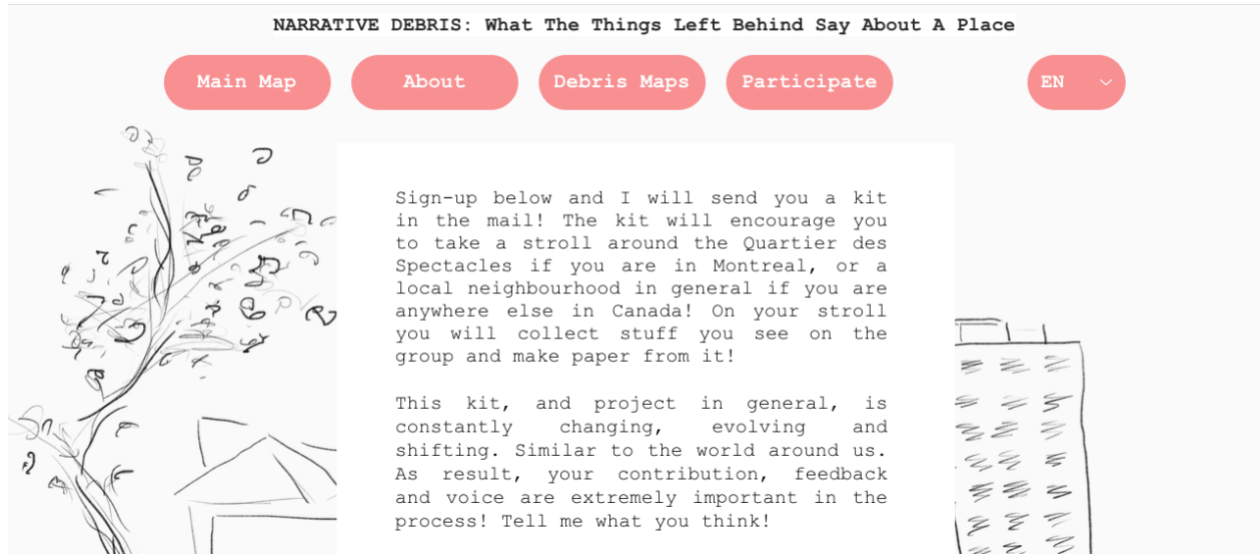 NARRATIVE DEBRIS: What The Things Left Behind Say About A Place
Main Map
About
Debris Maps
Participate
EN
Sign-up below and I will send you a kit
in the mail! The kit will encourage you
to take a stroll around the Quartier des
Spectacles if you are in Montreal, or a
local neighbourhood in general if you are
anywhere else in Canada! On your stroll
you will collect stuff you see on the
group and make paper from it!
This kit, and project in general, is
constantly changing, evolving and
shifting. Similar to the world around us.
As result, your contribution, feedback
and voice are extremely important in the
process! Tell me what you think!